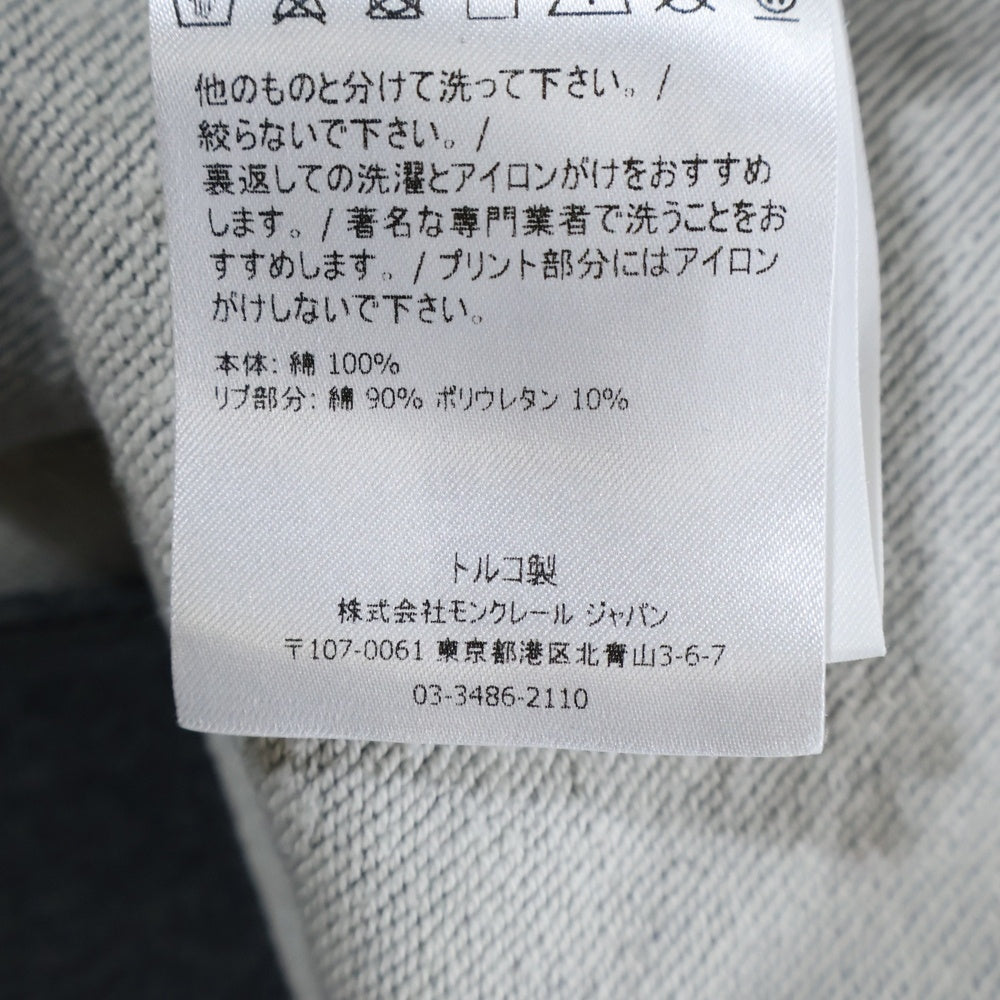 他のものと分けて洗って下さい。/
絞らないで下さい。/
裏返しての洗濯とアイロンがけをおすすめ
します。/ 著名な専門業者で洗うことをお
すすめします。/ プリント部分にはアイロン
がけしないで下さい。
本体: 綿 100%
リブ部分: 綿 90% ポリウレタン 10%
トルコ製
株式会社モンクレール ジャパン
〒107-0061 東京都港区北青山3-6-7
03-3486-2110